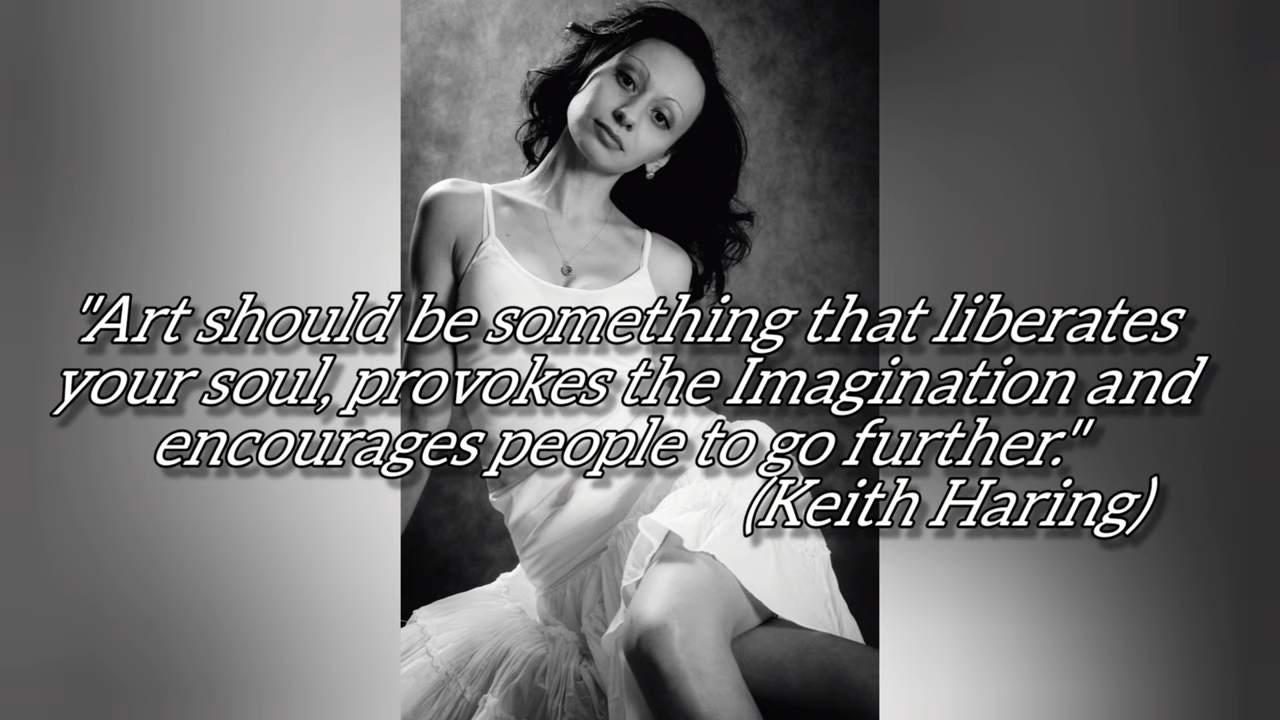 "Art should be something that liberates
your soul, provokes the Imagination and
encourages people to go further."
(Keith Haring)